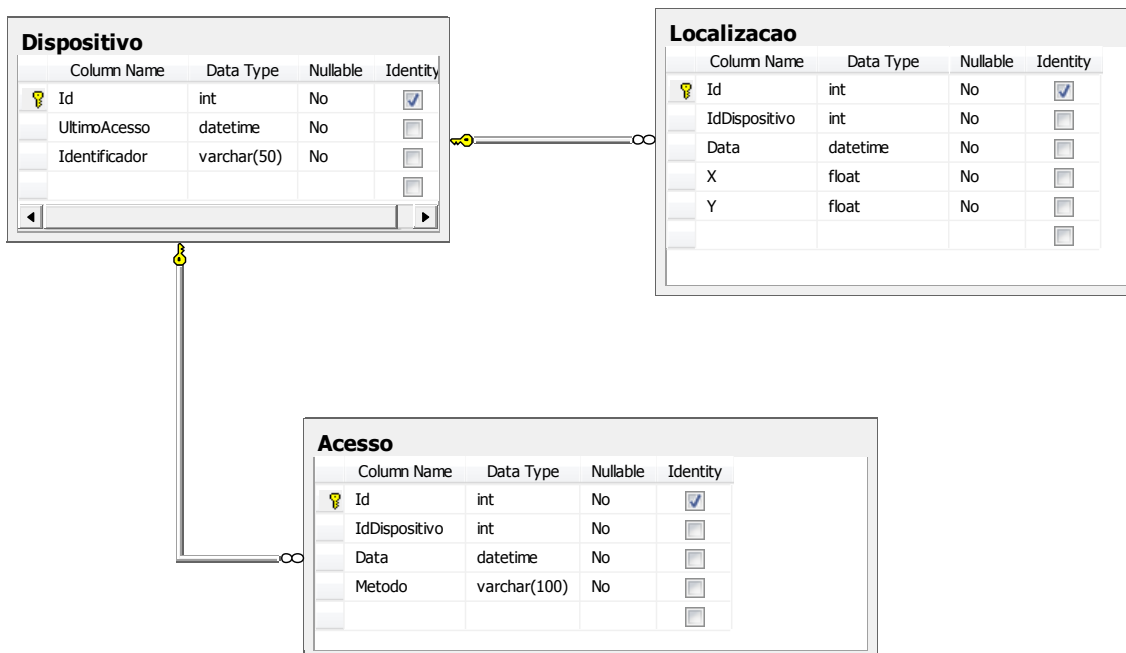 Dispositivo
Column Name Data Type Nullable Identity
Id int No
UltimoAcesso datetime No
Identificador varchar(50) No
Localizacao
Column Name Data Type Nullable Identity
Id int No
IdDispositivo int No
Data datetime No
X float No
Y float No
Acesso
Column Name Data Type Nullable Identity
Id int No
IdDispositivo int No
Data datetime No
Metodo varchar(100) No